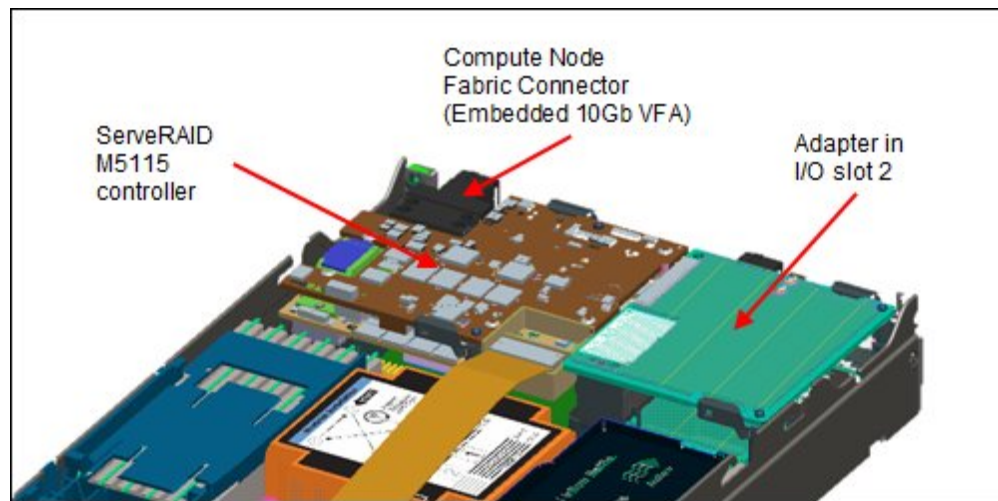 Compute Node
Fabric Connector
(Embedded 10Gb VFA)
ServeRAID
M5115
controller
Adapter in
I/O slot 2